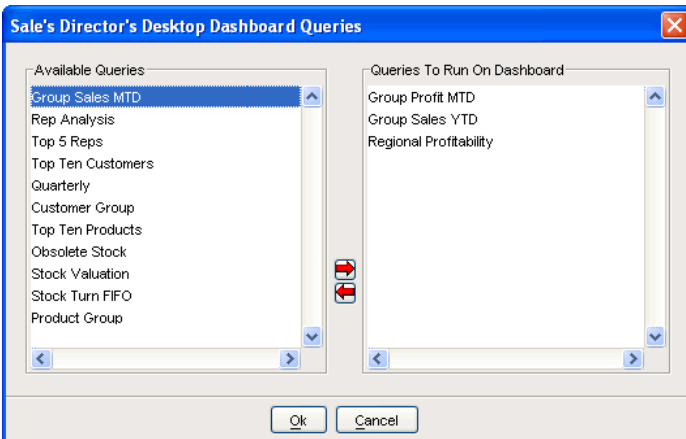 Sale's Director's Desktop Dashboard Queries
Available Queries
Group Sales MTD
Rep Analysis
Top 5 Reps
Top Ten Customers
Quarterly
Customer Group
Top Ten Products
Obsolete Stock
Stock Valuation
Stock Turn FIFO
Product Group
Queries To Run On Dashboard
Group Profit MTD
Group Sales YTD
Regional Profitability
Ok
Cancel